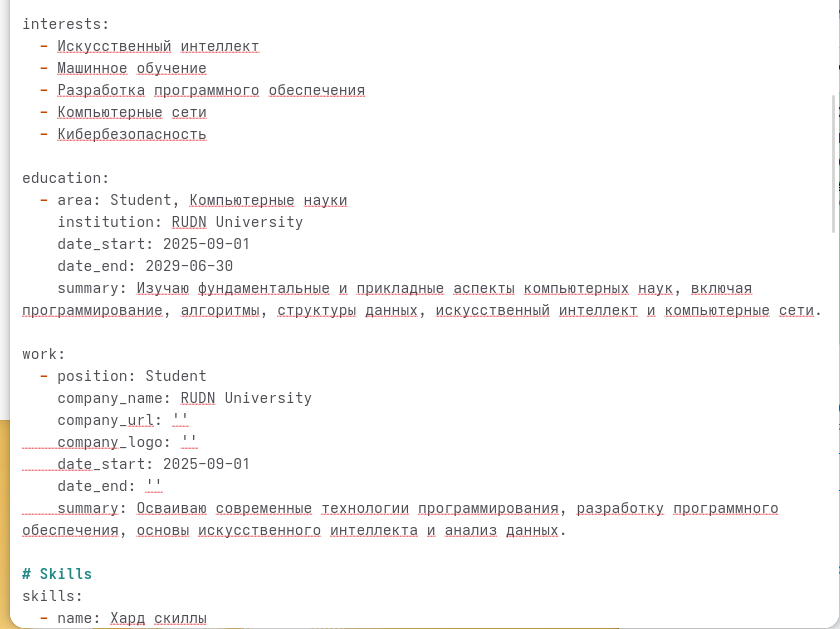 interests:
  - Искусственный интеллект
  - Машинное обучение
  - Разработка программного обеспечения
  - Компьютерные сети
  - Кибербезопасность

education:
  - area: Student, Компьютерные науки
    institution: RUDN University
    date_start: 2025-09-01
    date_end: 2029-06-30
    summary: Изучаю фундаментальные и прикладные аспекты компьютерных наук, включая
программирование, алгоритмы, структуры данных, искусственный интеллект и компьютерные сети.

work:
  - position: Student
    company_name: RUDN University
    company_url: ''
    company_logo: ''
    date_start: 2025-09-01
    date_end: ''
    summary: Осваиваю современные технологии программирования, разработку программного
обеспечения, основы искусственного интеллекта и анализ данных.

# Skills
skills:
  - name: Хард скиллы